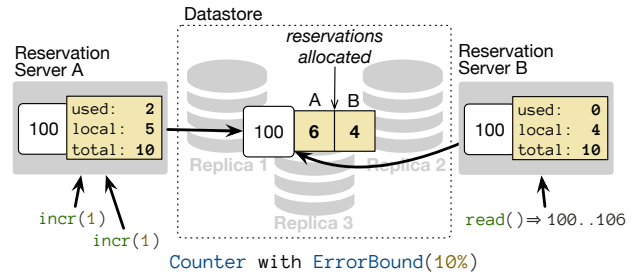 Datastore
Reservation
Server A
reservations
allocated
Reservation
Server B
A B
100
used: 2
local: 5
total: 10
100
6
4
100
used: 0
local: 4
total: 10
Replica 1
Replica 2
Replica 3
incr(1)
incr(1)
read()⇒100..106
Counter with ErrorBound(10%)